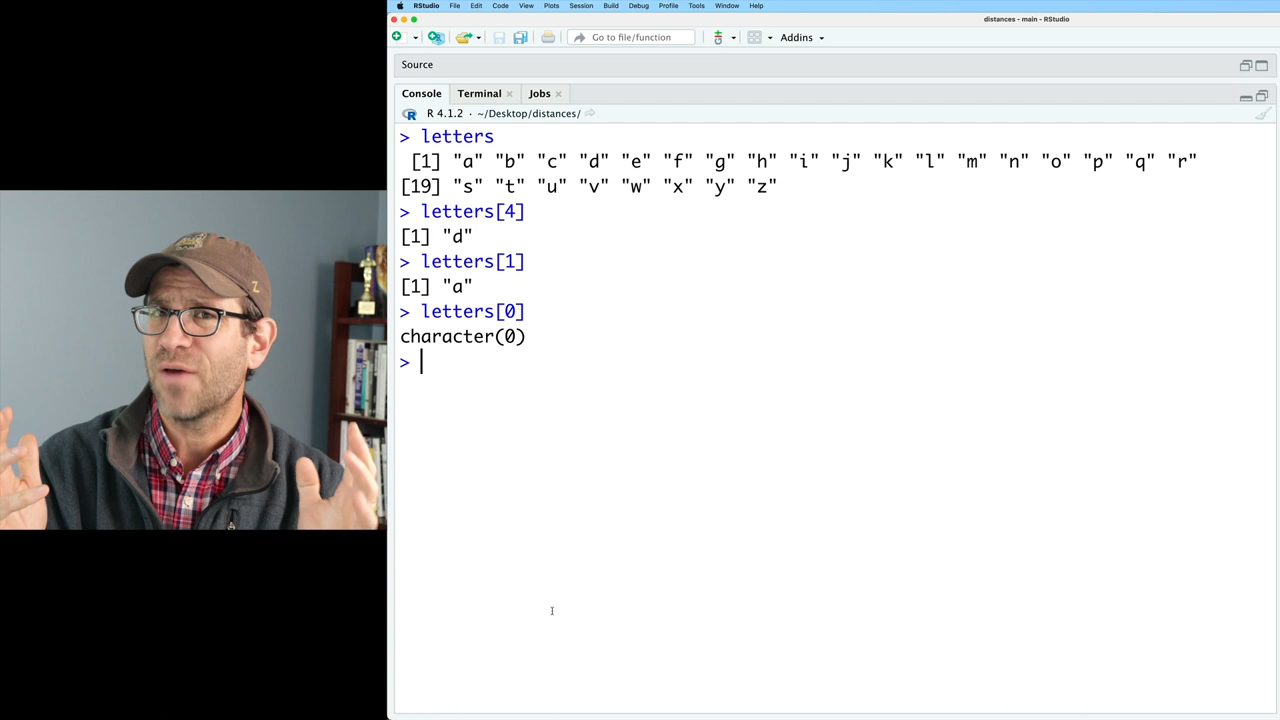 RStudio File Edit Code View Plots Session Build Debug Profile Tools Window Help
distances - main - RStudio
Go to file/function Addins
Source
Console Terminal Jobs
R 4.1.2 · ~/Desktop/distances/
> letters
[1] "a" "b" "c" "d" "e" "f" "g" "h" "i" "j" "k" "l" "m" "n" "o" "p" "q" "r"
[19] "s" "t" "u" "v" "w" "x" "y" "z"
> letters[4]
[1] "d"
> letters[1]
[1] "a"
> letters[0]
character(0)
>
Z